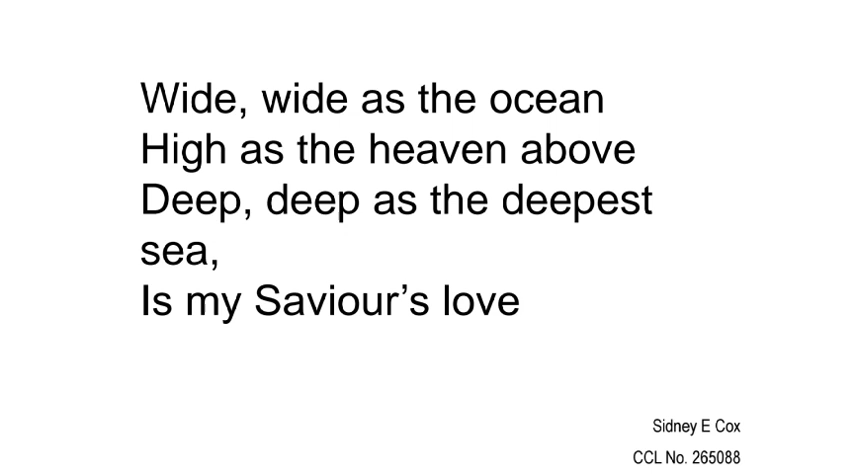 Wide, wide as the ocean
High as the heaven above
Deep, deep as the deepest
sea,
Is my Saviour’s love
Sidney E Cox
CCL No. 265088